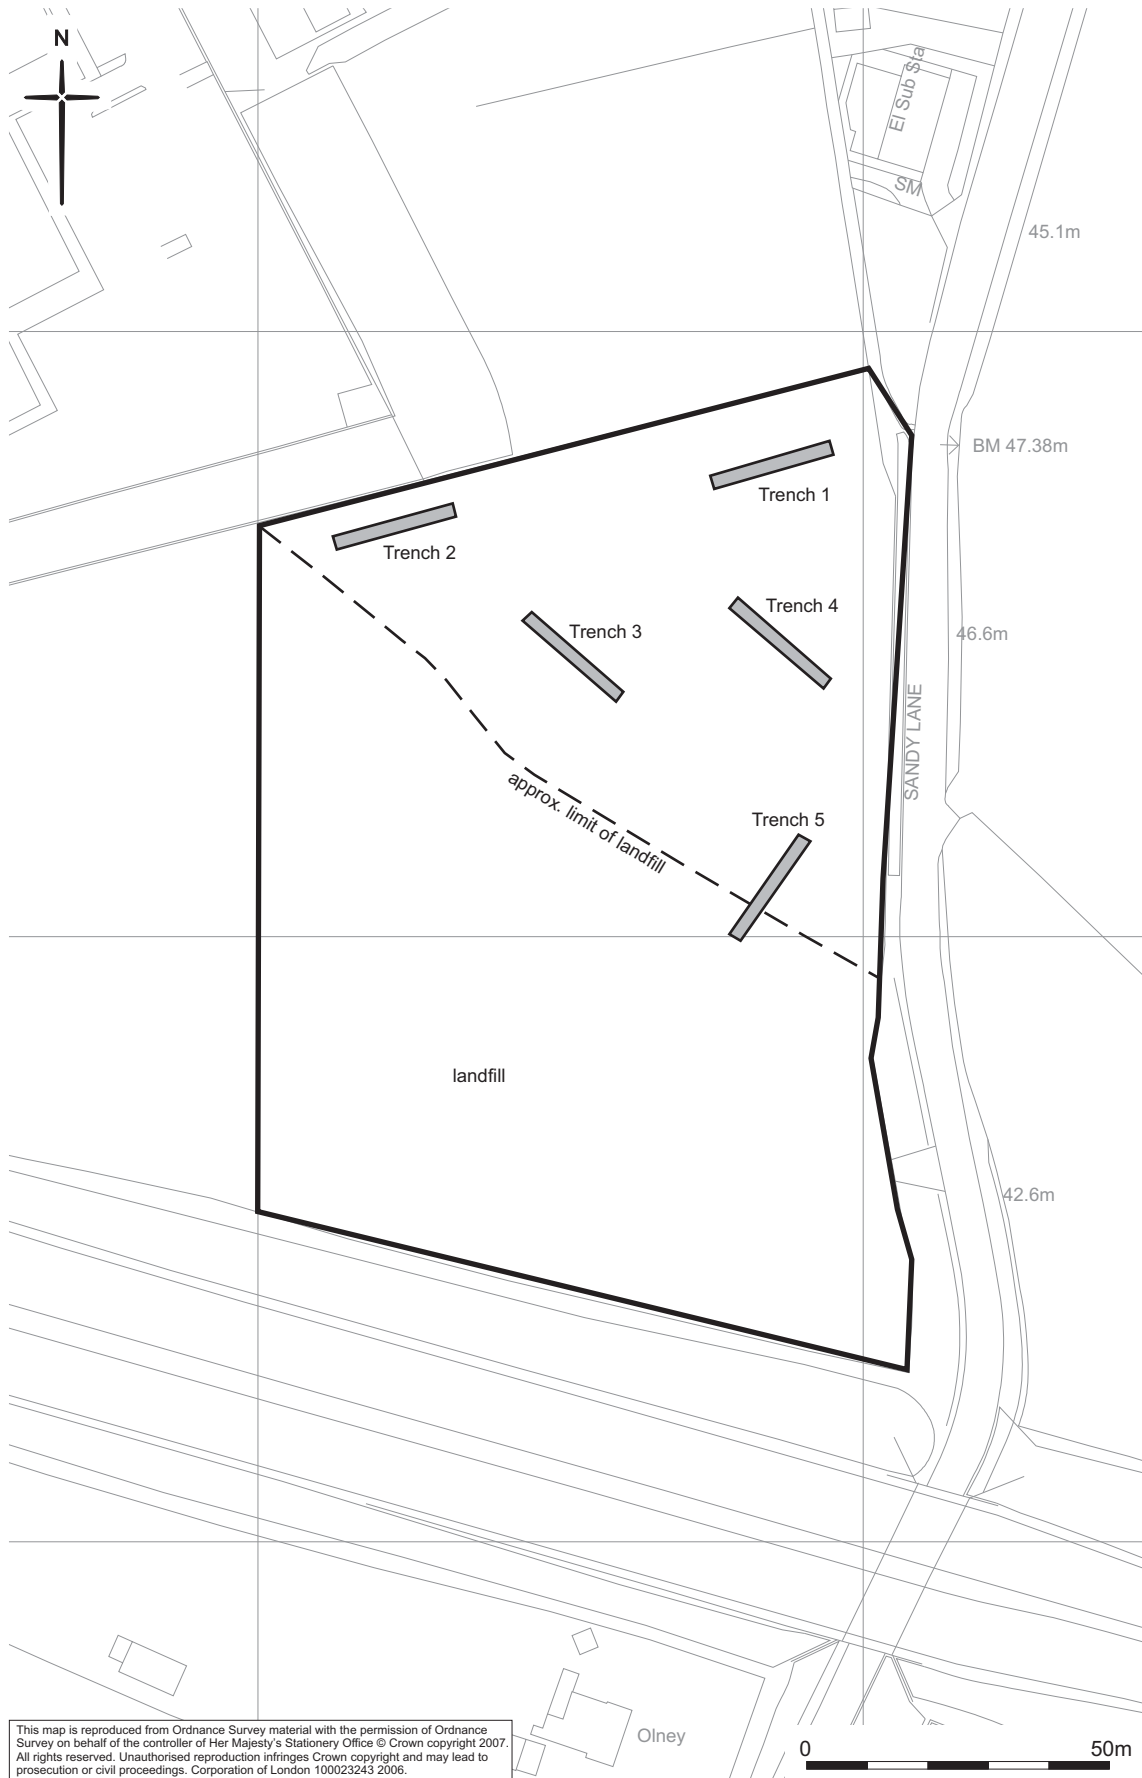 N
El Sub Sta
SM
45.1m
BM 47.38m
Trench 1
Trench 2
Trench 4
Trench 3
46.6m
SANDY LANE
approx. limit of landfill
Trench 5
landfill
42.6m
Olney
This map is reproduced from Ordnance Survey material with the permission of Ordnance
Survey on behalf of the controller of Her Majesty's Stationery Office © Crown copyright 2007.
All rights reserved. Unauthorised reproduction infringes Crown copyright and may lead to
prosecution or civil proceedings. Corporation of London 100023243 2006.
0 50m